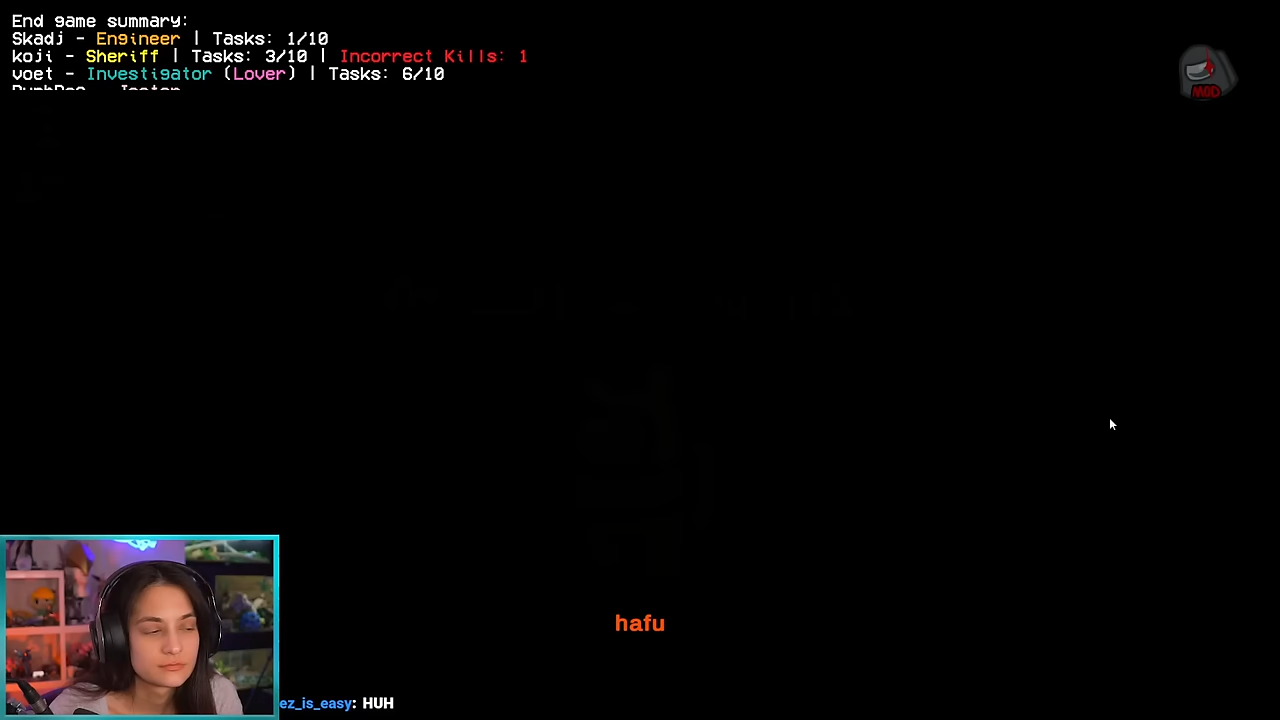 End game summary:
Skadj - Engineer | Tasks: 1/10
koji - Sheriff | Tasks: 3/10 | Incorrect Kills: 1
voet - Investigator (Lover) | Tasks: 6/10
MOD
hafu
ez_is_easy: HUH